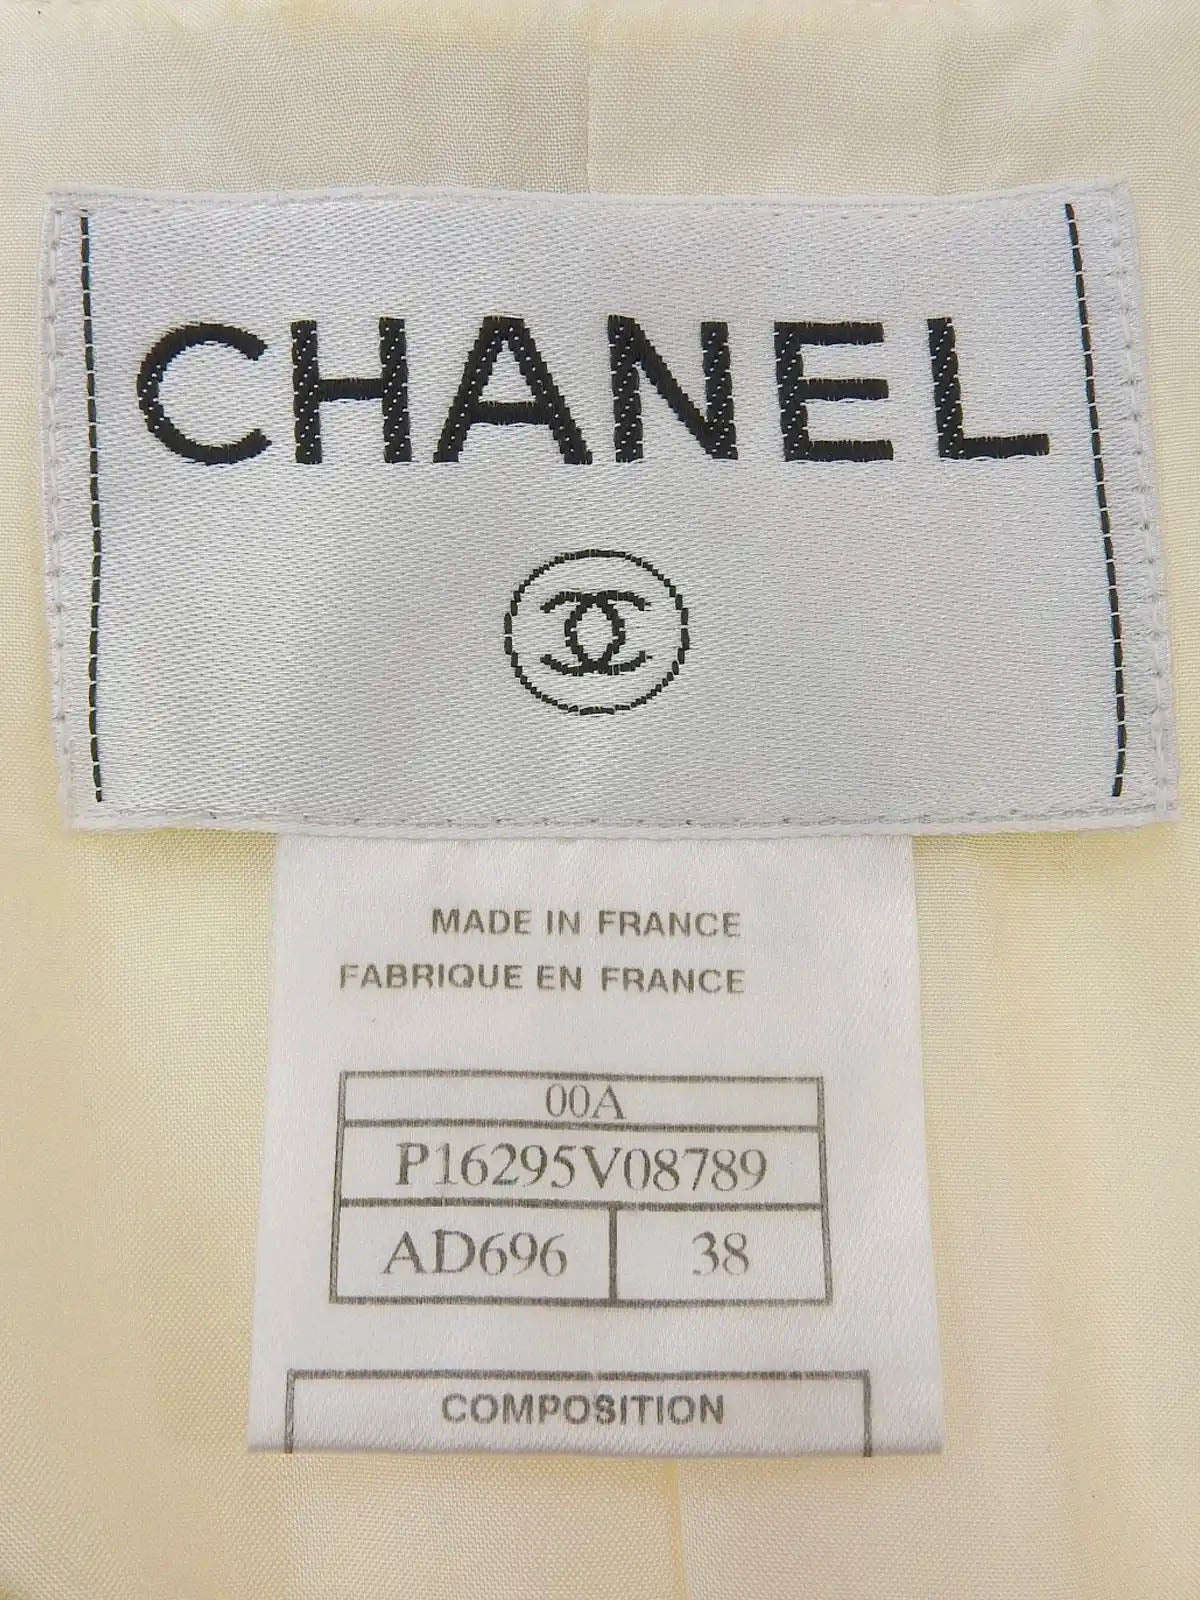 CHANEL
MADE IN FRANCE
FABRIQUE EN FRANCE
00A
P16295V08789
AD696 38
COMPOSITION